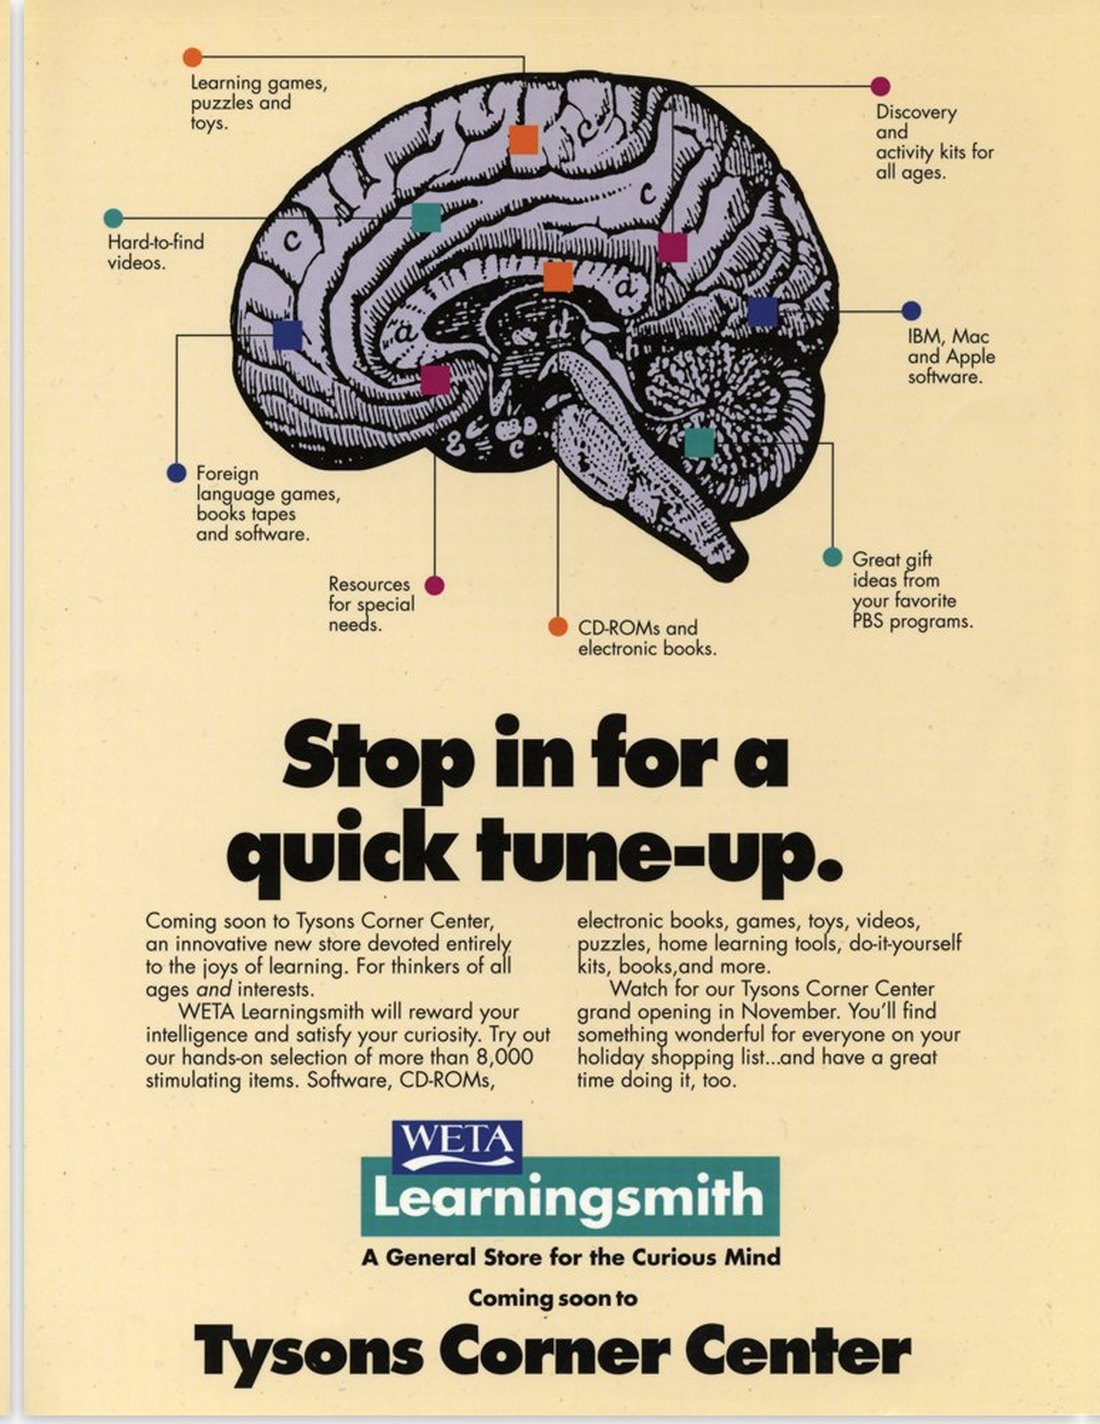 Learning games,
puzzles and
toys.
Discovery
and
activity kits for
all ages.
Hard-to-find
videos.
IBM, Mac
and Apple
software.
Foreign
language games,
books tapes
and software.
Resources
for special
needs.
CD-ROMs and
electronic books.
Great gift
ideas from
your favorite
PBS programs.
c
c
d
c
a
a
d
&
c
Stop in for a
quick tune-up.
Coming soon to Tysons Corner Center,
an innovative new store devoted entirely
to the joys of learning. For thinkers of all
ages and interests.
WETA Learningsmith will reward your
intelligence and satisfy your curiosity. Try out
our hands-on selection of more than 8,000
stimulating items. Software, CD-ROMs,
electronic books, games, toys, videos,
puzzles, home learning tools, do-it-yourself
kits, books,and more.
Watch for our Tysons Corner Center
grand opening in November. You'll find
something wonderful for everyone on your
holiday shopping list...and have a great
time doing it, too.
WETA
Learningsmith
A General Store for the Curious Mind
Coming soon to
Tysons Corner Center